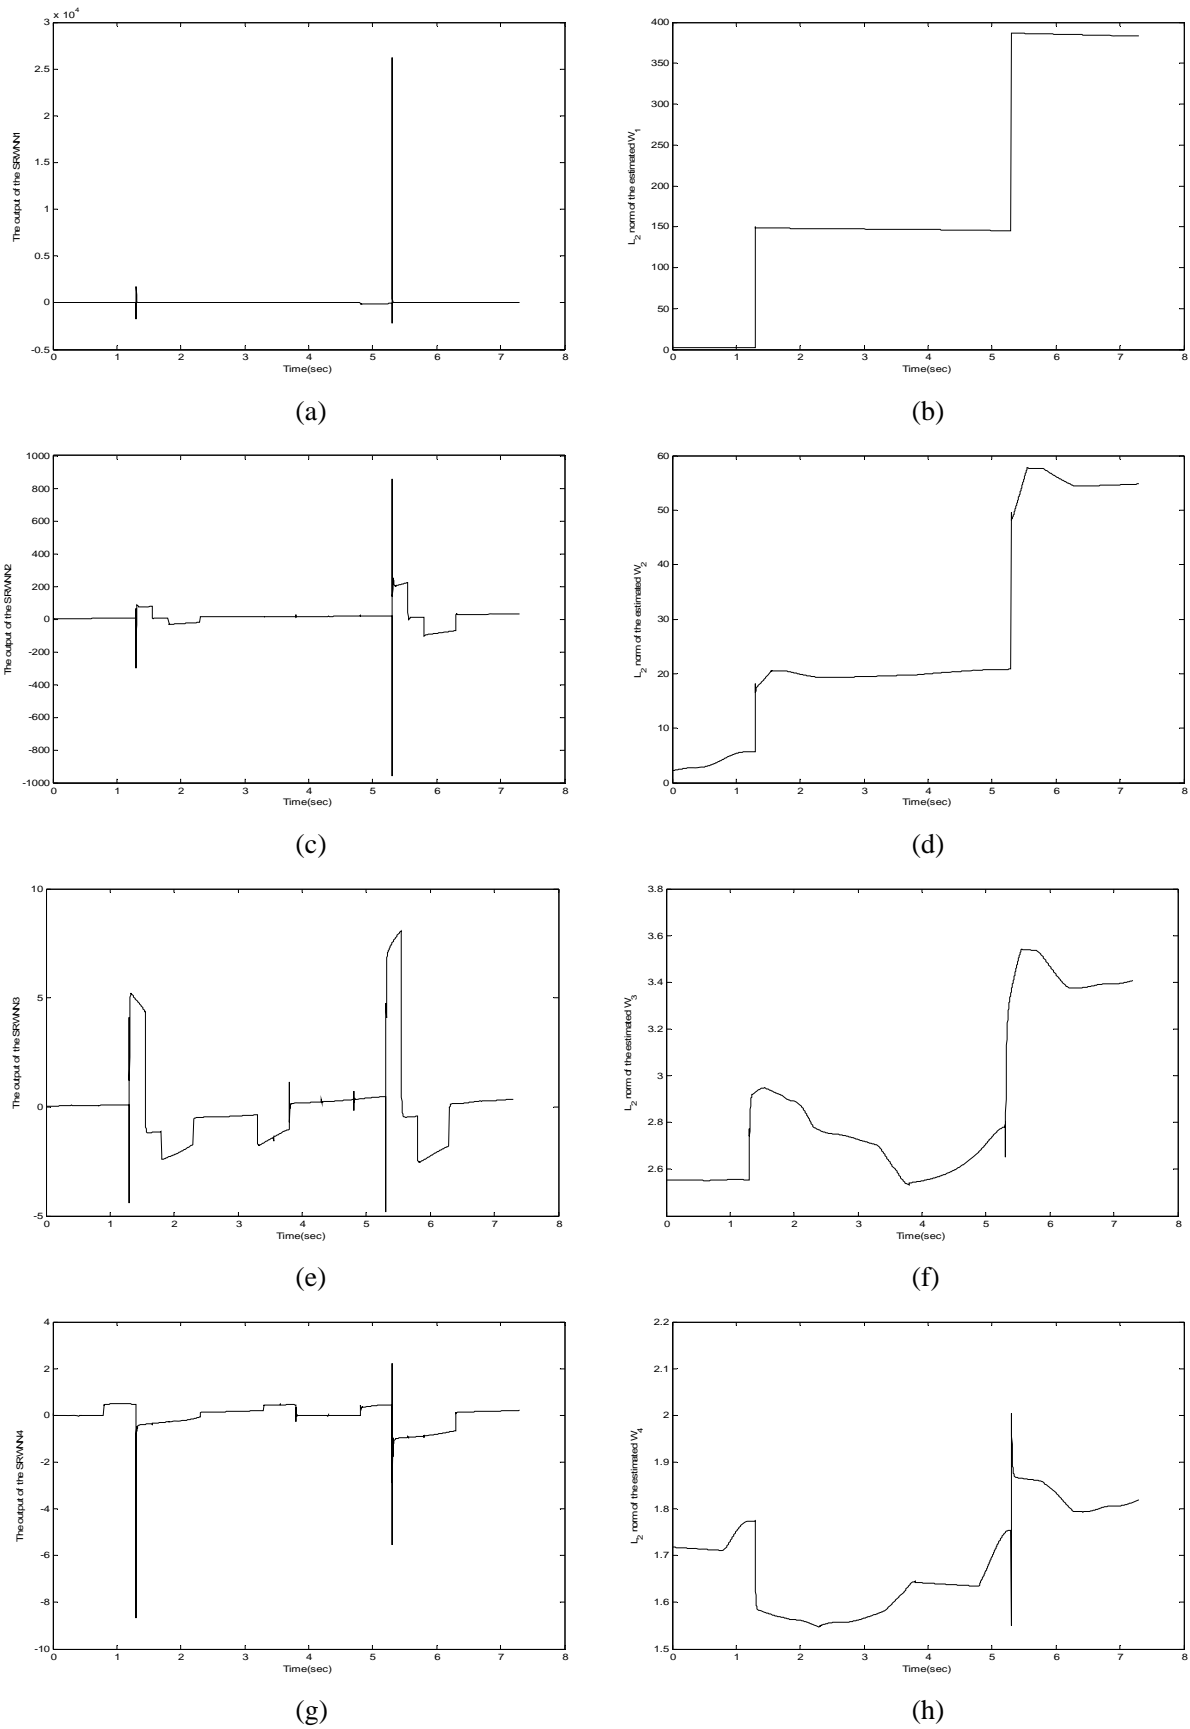 x 10^4
3
2.5
2
1.5
1
0.5
0
-0.5
The output of the SRWNN1
0 1 2 3 4 5 6 7 8
Time(sec)
(a)
400
350
300
250
200
150
100
50
0
L_2 norm of the estimated W_1
0 1 2 3 4 5 6 7 8
Time(sec)
(b)
1000
800
600
400
200
0
-200
-400
-600
-800
-1000
The output of the SRWNN2
0 1 2 3 4 5 6 7 8
Time(sec)
(c)
60
50
40
30
20
10
0
L_2 norm of the estimated W_2
0 1 2 3 4 5 6 7 8
Time(sec)
(d)
10
5
0
-5
The output of the SRWNN3
0 1 2 3 4 5 6 7 8
Time(sec)
(e)
3.8
3.6
3.4
3.2
3
2.8
2.6
L_2 norm of the estimated W_3
0 1 2 3 4 5 6 7 8
Time(sec)
(f)
4
2
0
-2
-4
-6
-8
-10
The output of the SRWNN4
0 1 2 3 4 5 6 7 8
Time(sec)
(g)
2.2
2.1
2
1.9
1.8
1.7
1.6
1.5
L_2 norm of the estimated W_4
0 1 2 3 4 5 6 7 8
Time(sec)
(h)